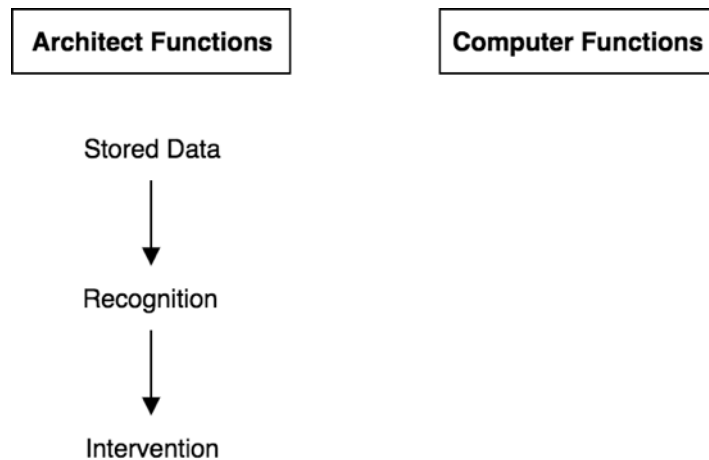 Architect Functions
Computer Functions
Stored Data
Recognition
Intervention